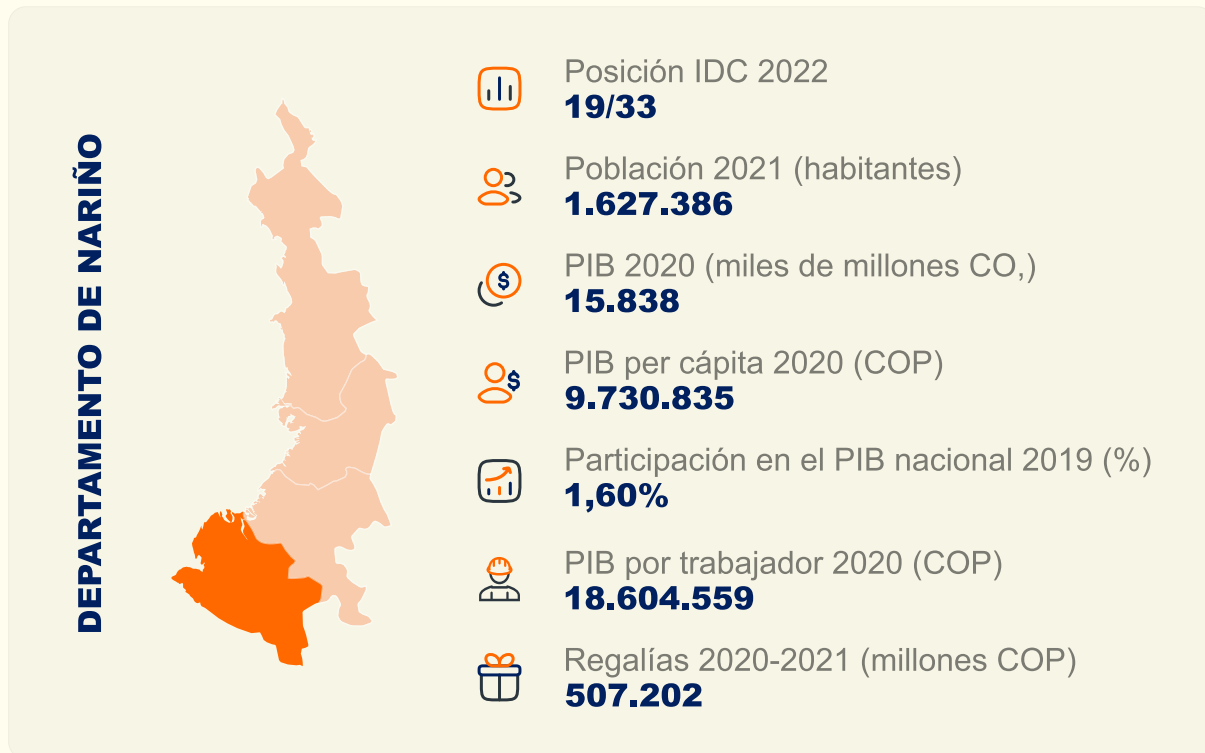 DEPARTAMENTO DE NARIÑO
Posición IDC 2022
19/33
Población 2021 (habitantes)
1.627.386
PIB 2020 (miles de millones CO,)
15.838
PIB per cápita 2020 (COP)
9.730.835
Participación en el PIB nacional 2019 (%)
1,60%
PIB por trabajador 2020 (COP)
18.604.559
Regalías 2020-2021 (millones COP)
507.202